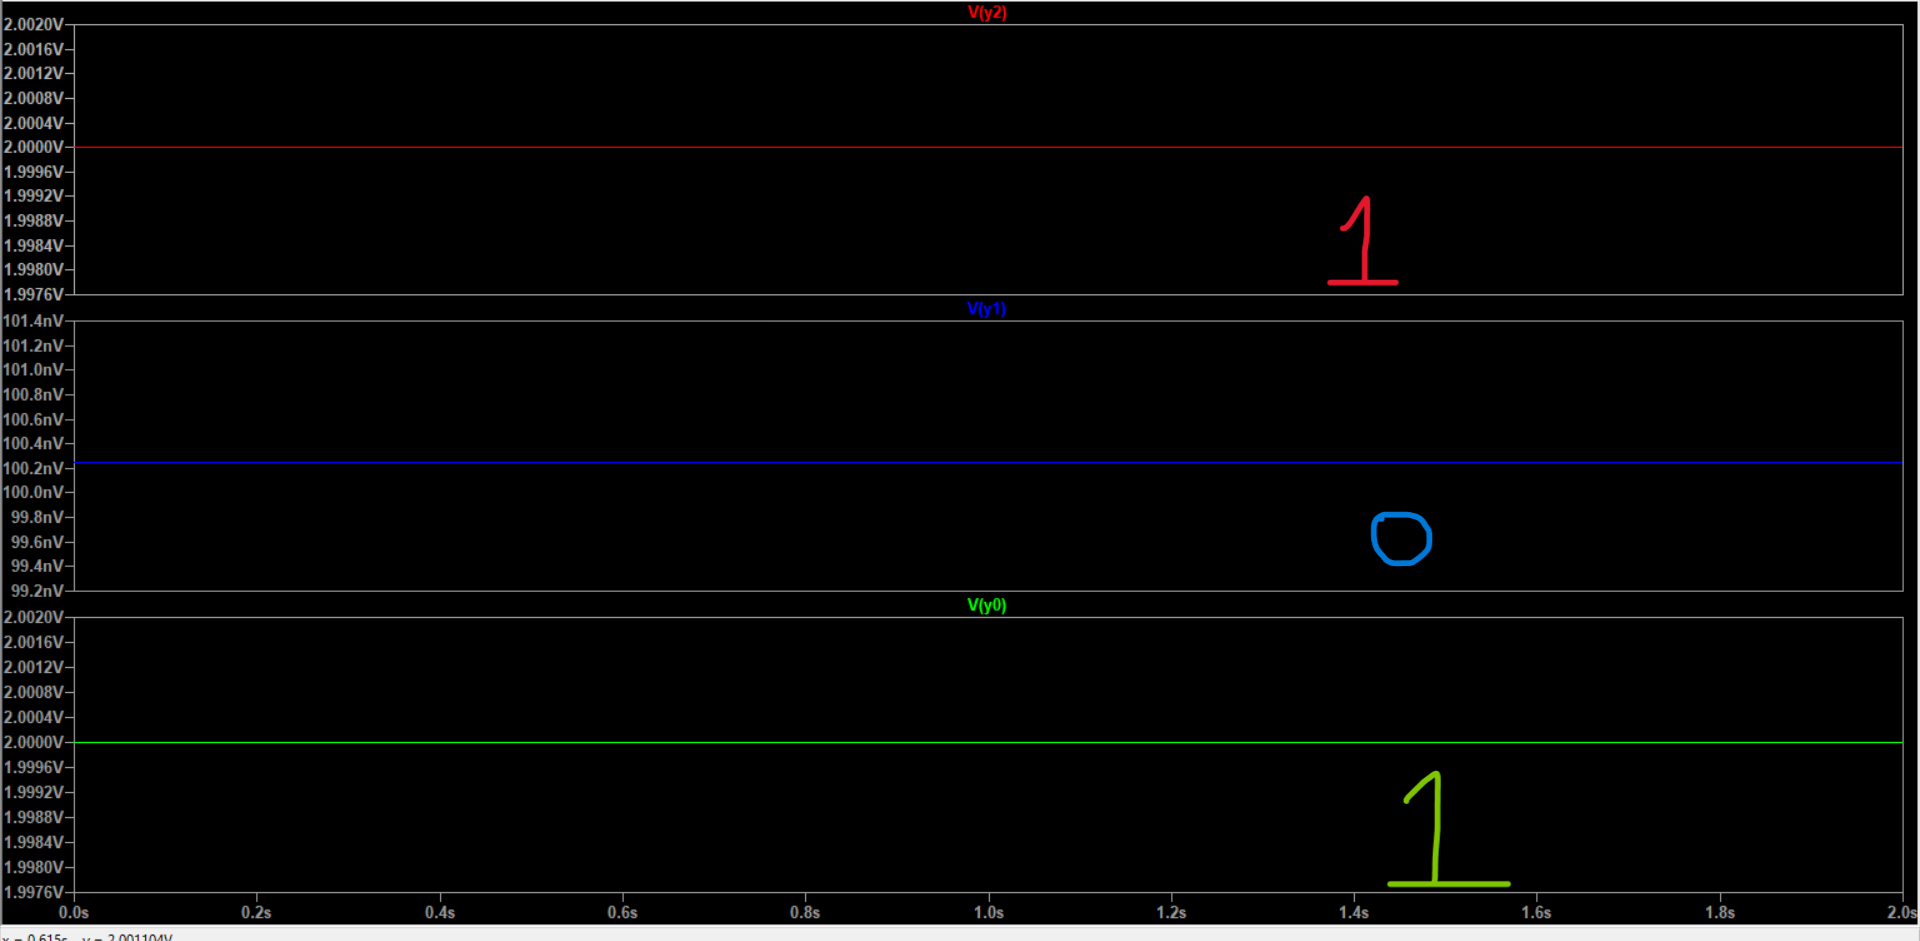 V(y2)
2.0020V
2.0016V
2.0012V
2.0008V
2.0004V
2.0000V
1.9996V
1.9992V
1.9988V
1.9984V
1.9980V
1.9976V
1
V(y1)
101.4nV
101.2nV
101.0nV
100.8nV
100.6nV
100.4nV
100.2nV
100.0nV
99.8nV
99.6nV
99.4nV
99.2nV
0
V(y0)
2.0020V
2.0016V
2.0012V
2.0008V
2.0004V
2.0000V
1.9996V
1.9992V
1.9988V
1.9984V
1.9980V
1.9976V
1
0.0s 0.2s 0.4s 0.6s 0.8s 1.0s 1.2s 1.4s 1.6s 1.8s 2.0s
x = 0.615s y = 2.001104V